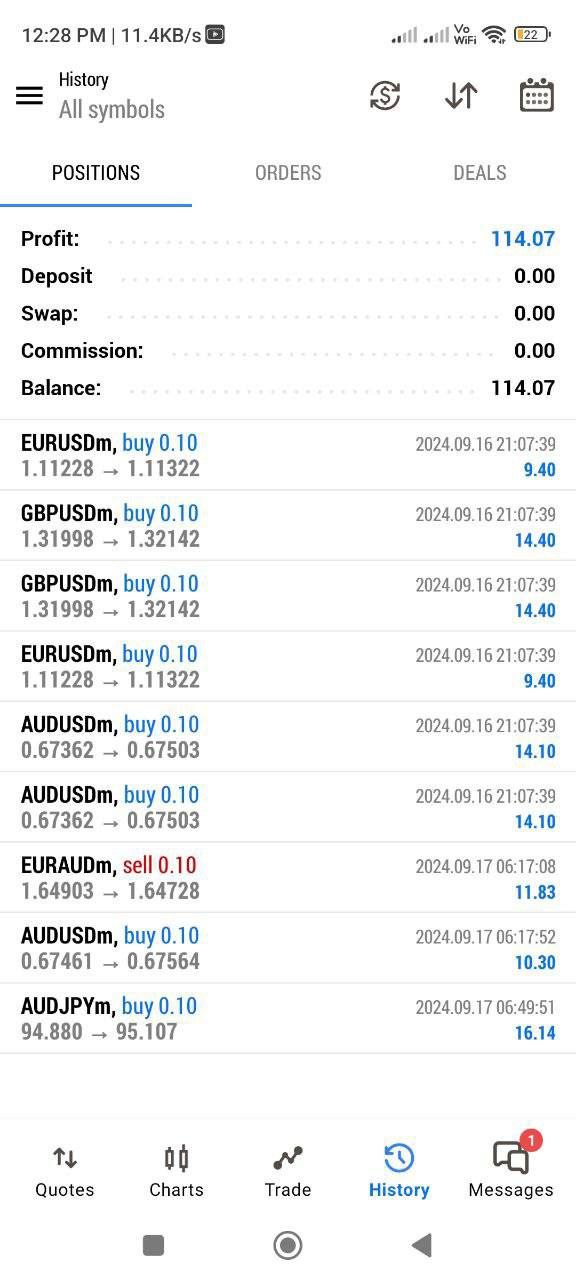 12:28 PM | 11.4KB/s
Vo
WiFi
22
History
All symbols
POSITIONS ORDERS DEALS
Profit: 114.07
Deposit 0.00
Swap: 0.00
Commission: 0.00
Balance: 114.07
EURUSDm, buy 0.10 2024.09.16 21:07:39
1.11228 → 1.11322 9.40
GBPUSDm, buy 0.10 2024.09.16 21:07:39
1.31998 → 1.32142 14.40
GBPUSDm, buy 0.10 2024.09.16 21:07:39
1.31998 → 1.32142 14.40
EURUSDm, buy 0.10 2024.09.16 21:07:39
1.11228 → 1.11322 9.40
AUDUSDm, buy 0.10 2024.09.16 21:07:39
0.67362 → 0.67503 14.10
AUDUSDm, buy 0.10 2024.09.16 21:07:39
0.67362 → 0.67503 14.10
EURAUDm, sell 0.10 2024.09.17 06:17:08
1.64903 → 1.64728 11.83
AUDUSDm, buy 0.10 2024.09.17 06:17:52
0.67461 → 0.67564 10.30
AUDJPYm, buy 0.10 2024.09.17 06:49:51
94.880 → 95.107 16.14
1
Quotes Charts Trade History Messages